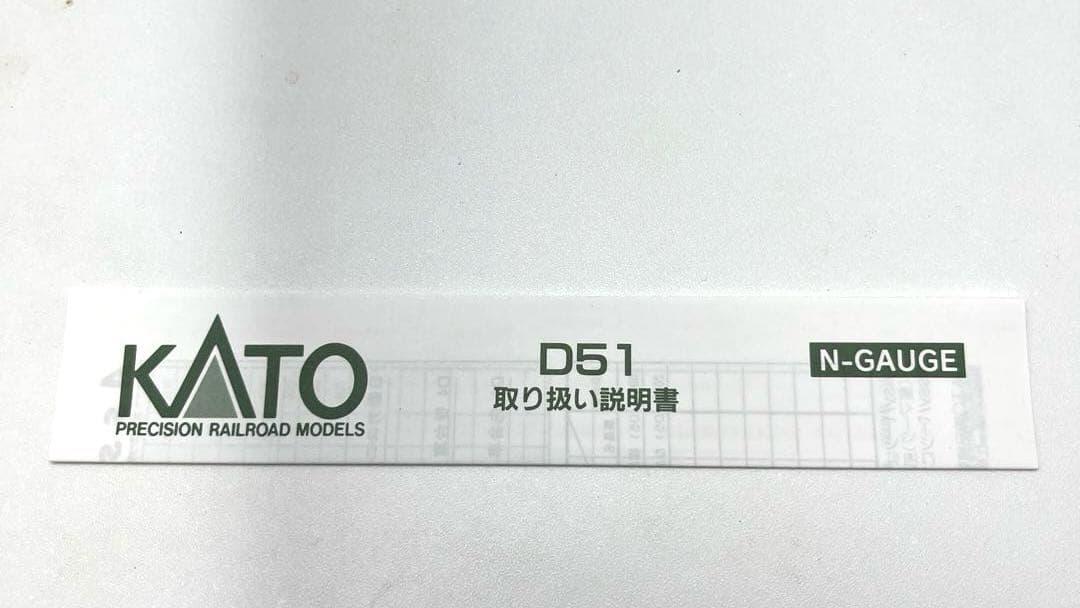 KATO
PRECISION RAILROAD MODELS
D51
取り扱い説明書
N-GAUGE